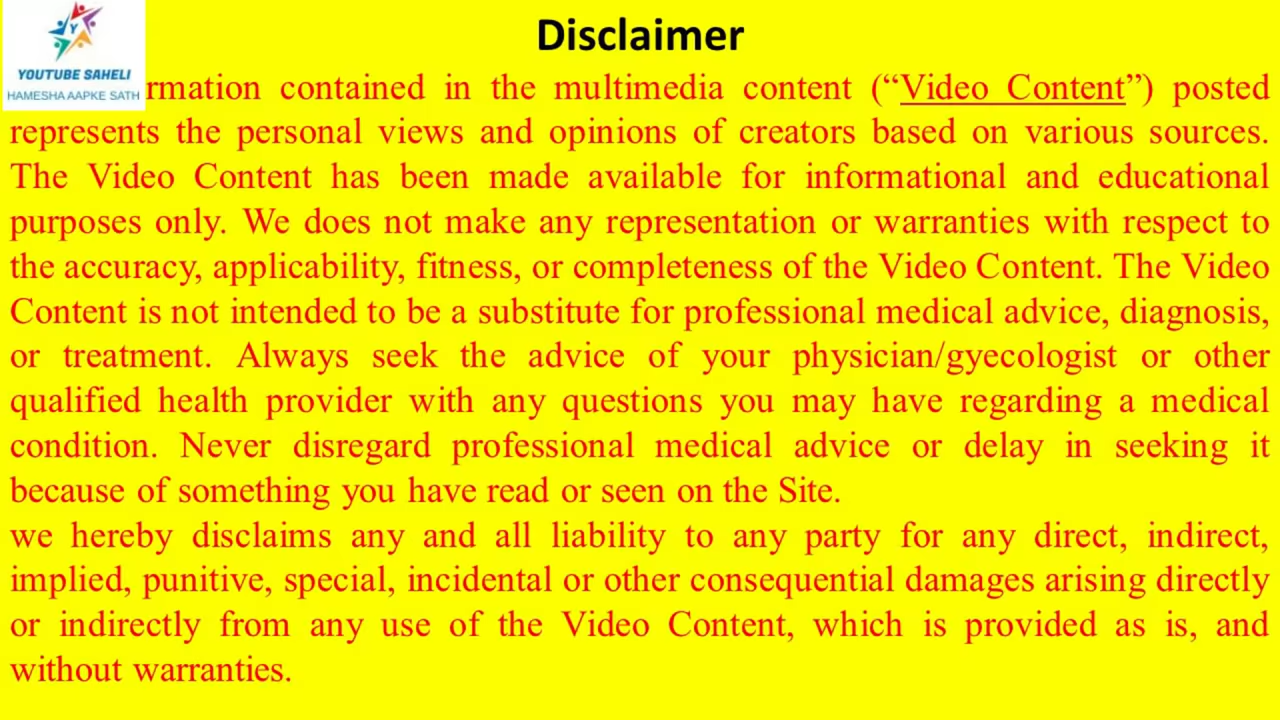 Disclaimer
Y
YOUTUBE SAHELI
HAMESHA AAPKE SATH
rmation contained in the multimedia content (“Video Content”) posted
represents the personal views and opinions of creators based on various sources.
The Video Content has been made available for informational and educational
purposes only. We does not make any representation or warranties with respect to
the accuracy, applicability, fitness, or completeness of the Video Content. The Video
Content is not intended to be a substitute for professional medical advice, diagnosis,
or treatment. Always seek the advice of your physician/gyecologist or other
qualified health provider with any questions you may have regarding a medical
condition. Never disregard professional medical advice or delay in seeking it
because of something you have read or seen on the Site.
we hereby disclaims any and all liability to any party for any direct, indirect,
implied, punitive, special, incidental or other consequential damages arising directly
or indirectly from any use of the Video Content, which is provided as is, and
without warranties.